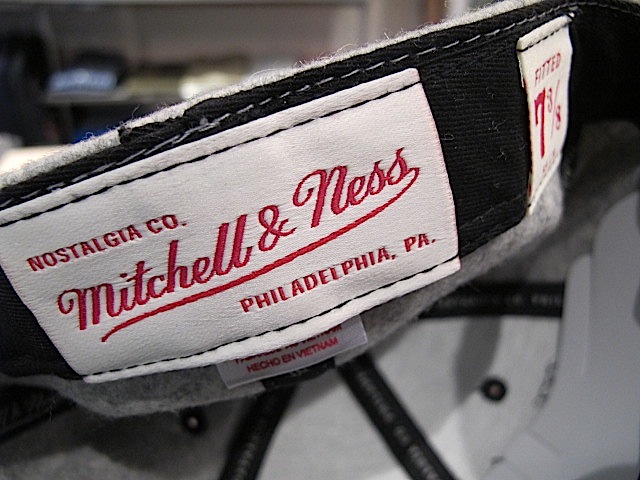 NOSTALGIA CO.
Mitchell & Ness
PHILADELPHIA, PA.
FITTED
7 3/8
HECHO EN VIETNAM